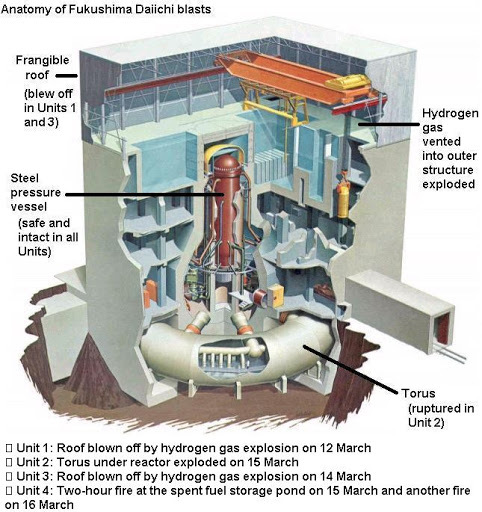 Anatomy of Fukushima Daiichi blasts
Frangible
roof
(blew off
in Units 1
and 3)
Hydrogen
gas
vented
into outer
structure
exploded
Steel
pressure
vessel
(safe and
intact in all
Units)
Torus
(ruptured in
Unit 2)
▯ Unit 1: Roof blown off by hydrogen gas explosion on 12 March
▯ Unit 2: Torus under reactor exploded on 15 March
▯ Unit 3: Roof blown off by hydrogen gas explosion on 14 March
▯ Unit 4: Two-hour fire at the spent fuel storage pond on 15 March and another fire
on 16 March